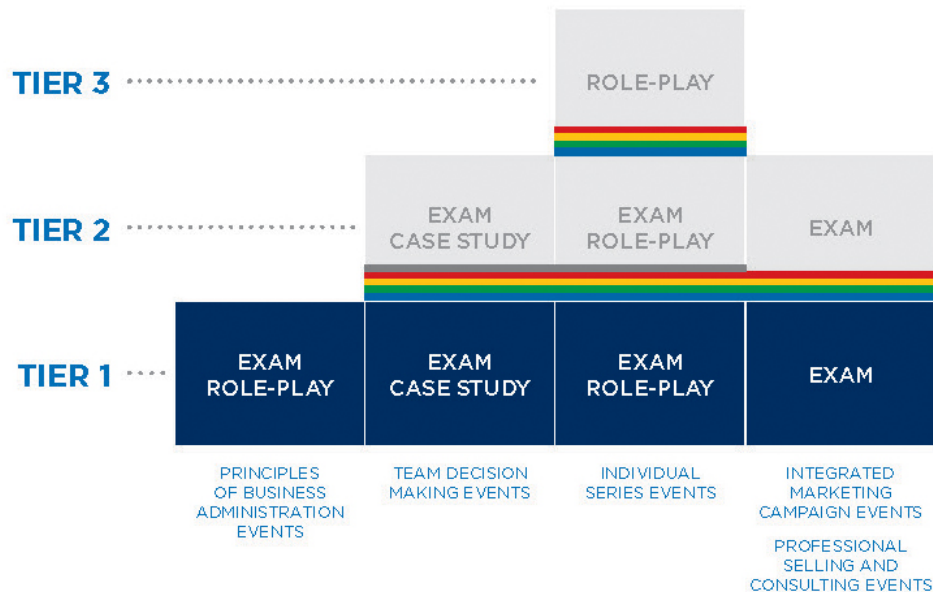 TIER 3
ROLE-PLAY
TIER 2
EXAM
CASE STUDY
EXAM
ROLE-PLAY
EXAM
TIER 1
EXAM
ROLE-PLAY
EXAM
CASE STUDY
EXAM
ROLE-PLAY
EXAM
PRINCIPLES
OF BUSINESS
ADMINISTRATION
EVENTS
TEAM DECISION
MAKING EVENTS
INDIVIDUAL
SERIES EVENTS
INTEGRATED
MARKETING
CAMPAIGN EVENTS
PROFESSIONAL
SELLING AND
CONSULTING EVENTS